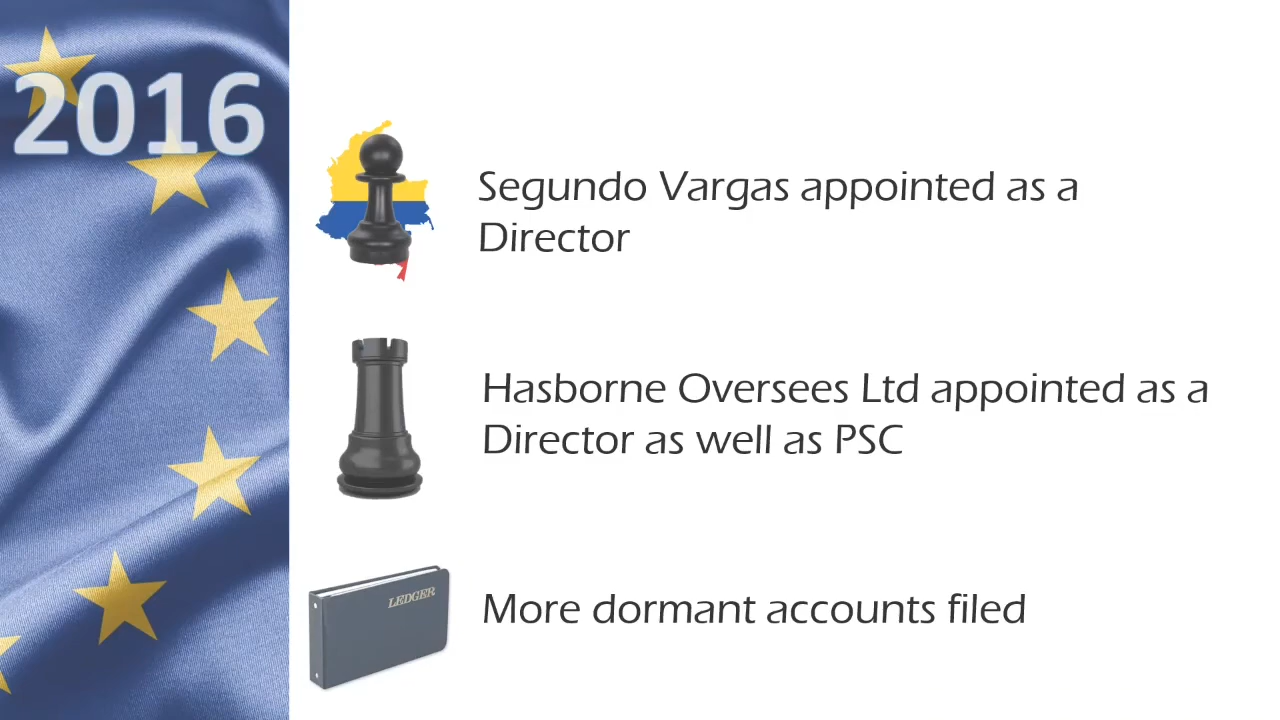 2016
Segundo Vargas appointed as a
Director
Hasborne Oversees Ltd appointed as a
Director as well as PSC
LEDGER
More dormant accounts filed